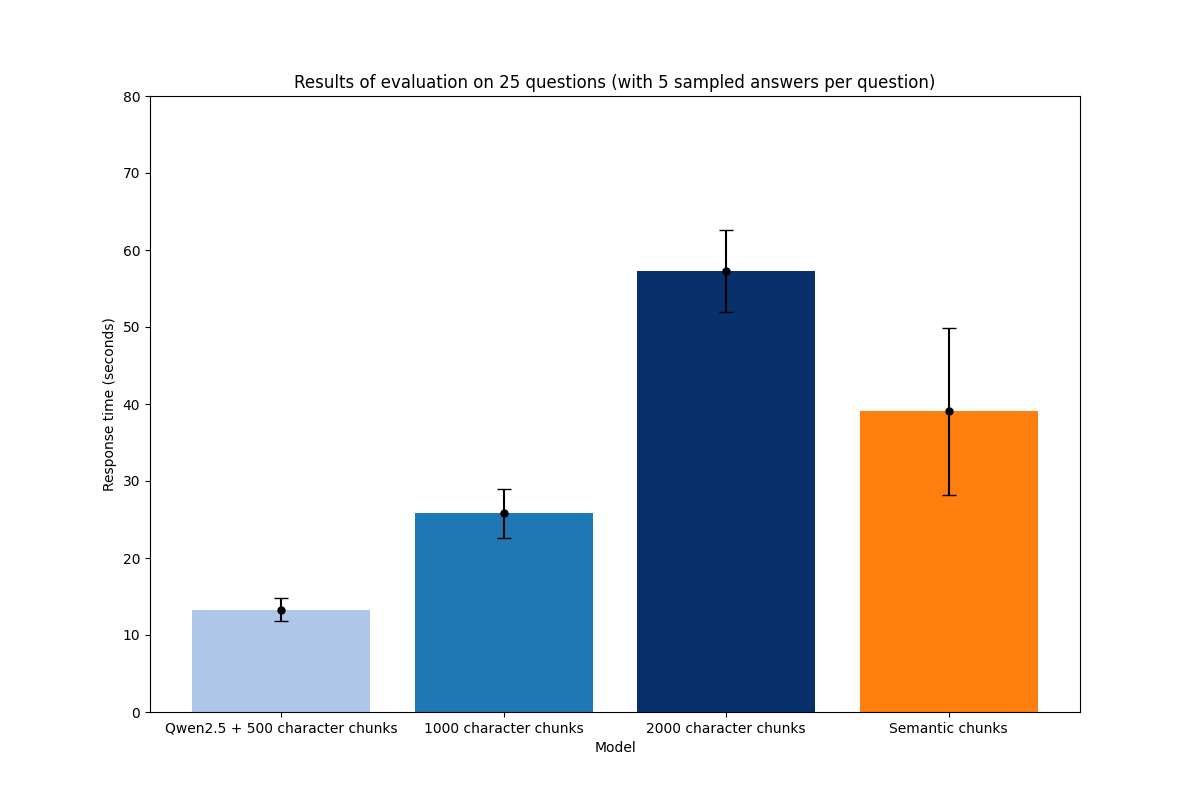 Results of evaluation on 25 questions (with 5 sampled answers per question)
80
70
60
50
40
30
20
10
0
Response time (seconds)
Qwen2.5 + 500 character chunks
1000 character chunks
2000 character chunks
Semantic chunks
Model